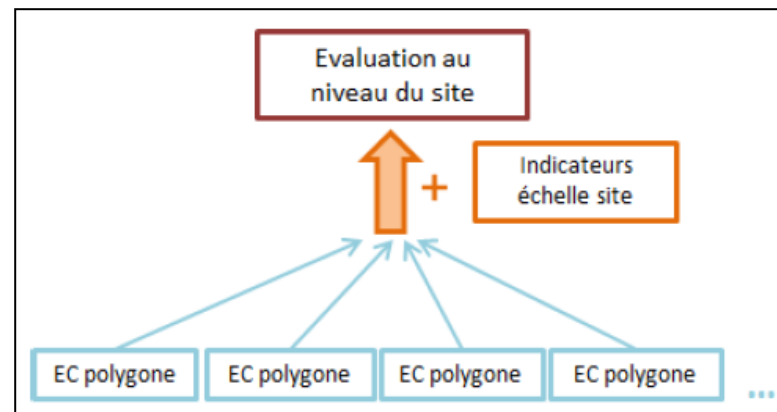 Evaluation au
niveau du site
+
Indicateurs
échelle site
EC polygone
EC polygone
EC polygone
EC polygone
...